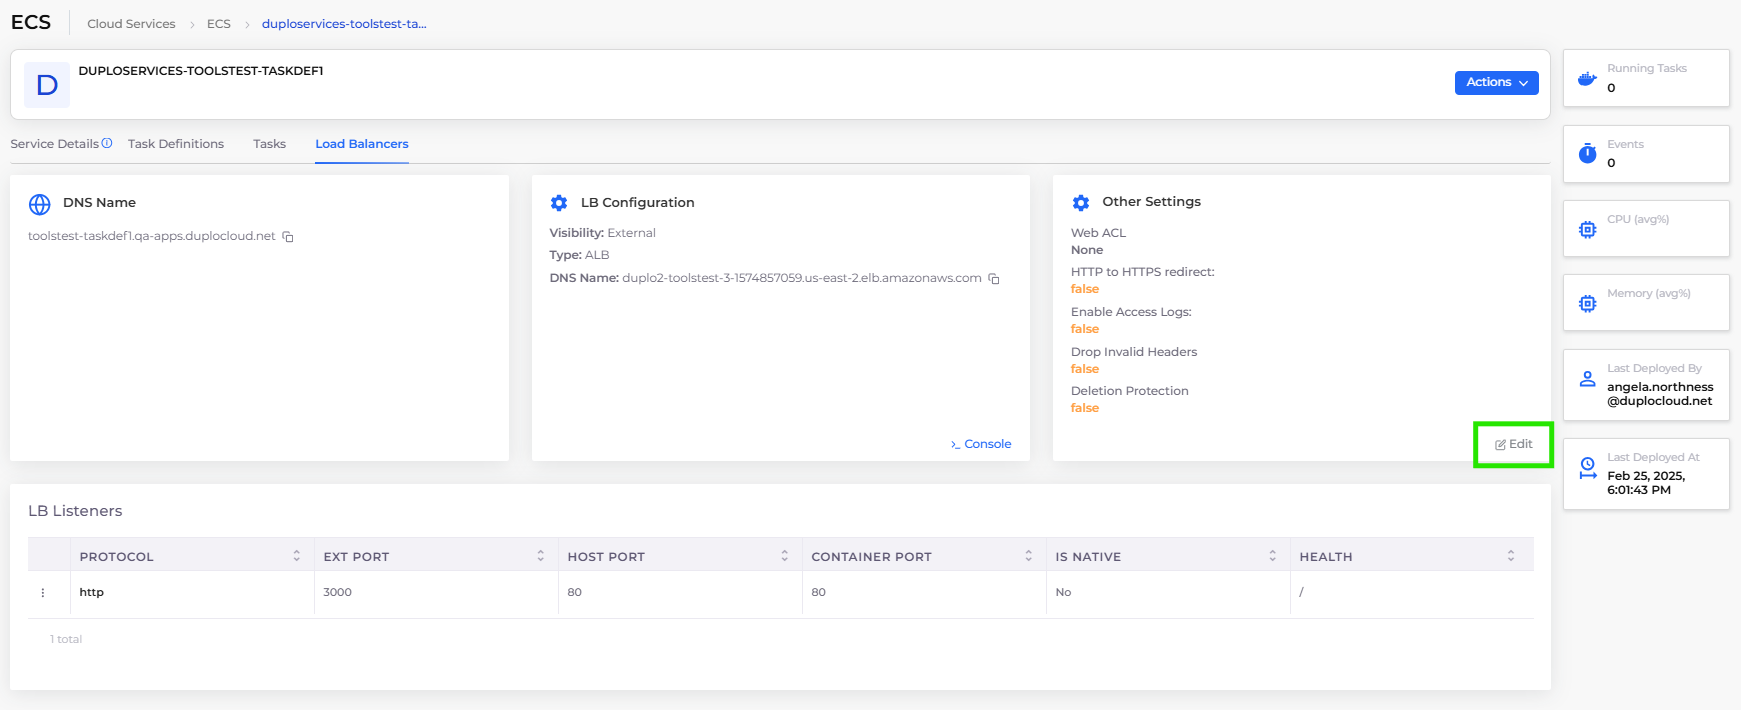 ECS
Cloud Services > ECS > duploservices-toolstest-ta...
D
DUPLOSERVICES-TOOLSTEST-TASKDEF1
Actions
Service Details
Task Definitions
Tasks
Load Balancers
DNS Name
toolstest-taskdef1.qa-apps.duplocloud.net
LB Configuration
Visibility: External
Type: ALB
DNS Name: duplo2-toolstest-3-1574857059.us-east-2.elb.amazonaws.com
>_ Console
Other Settings
Web ACL
None
HTTP to HTTPS redirect:
false
Enable Access Logs:
false
Drop Invalid Headers
false
Deletion Protection
false
Edit
LB Listeners
PROTOCOL EXT PORT HOST PORT CONTAINER PORT IS NATIVE HEALTH
http 3000 80 80 No /
1 total
Running Tasks
0
Events
0
CPU (avg%)
Memory (avg%)
Last Deployed By
angela.northness
@duplocloud.net
Last Deployed At
Feb 25, 2025,
6:01:43 PM